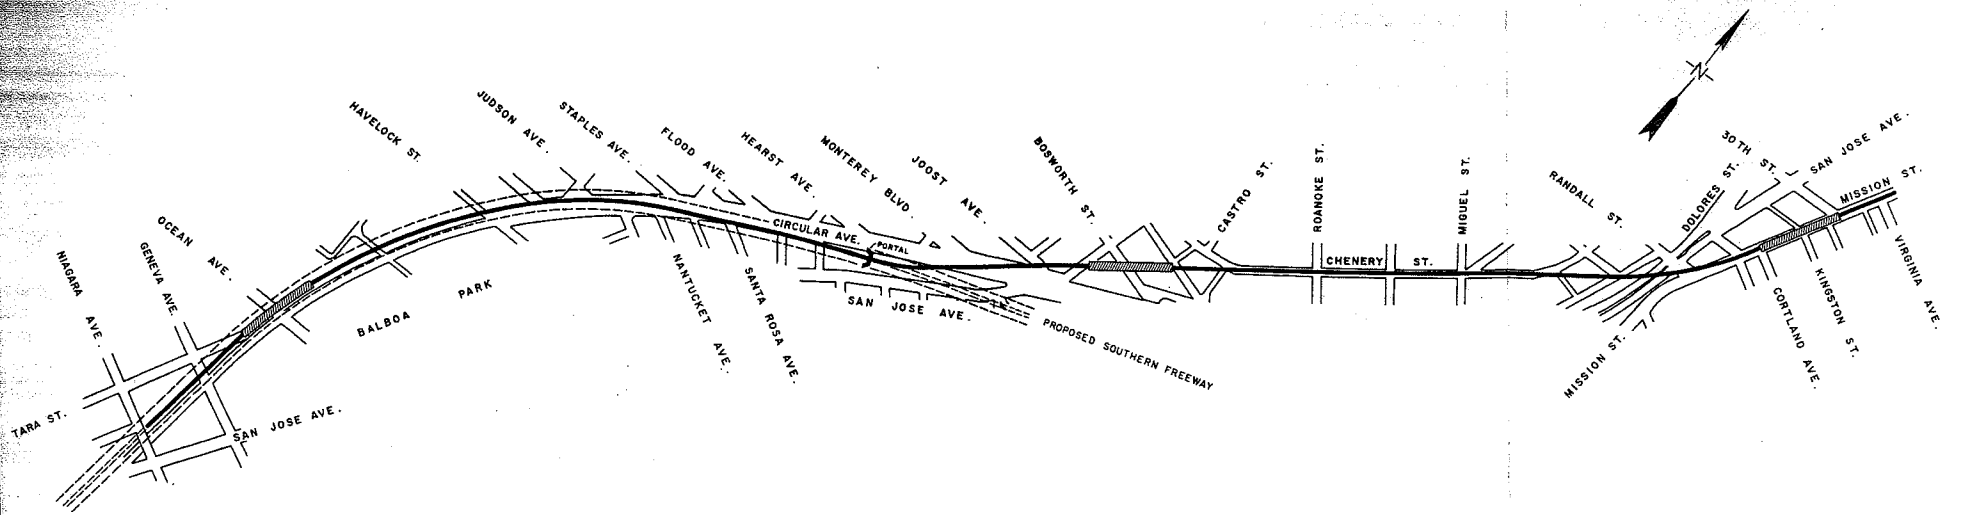 N
HAVELOCK ST.
JUDSON AVE.
STAPLES AVE.
FLOOD AVE.
HEARST AVE.
MONTEREY BLVD.
JOOST AVE.
BOSWORTH ST.
CASTRO ST.
ROANOKE ST.
MIGUEL ST.
RANDALL ST.
DOLORES ST.
30TH ST.
SAN JOSE AVE.
MISSION ST.
OCEAN AVE.
GENEVA AVE.
NIAGARA AVE.
CIRCULAR AVE.
PORTAL
CHENERY ST.
PARK
BALBOA
NANTUCKET AVE.
SANTA ROSA AVE.
SAN JOSE AVE.
PROPOSED SOUTHERN FREEWAY
MISSION ST.
CORTLAND AVE.
KINGSTON ST.
VIRGINIA AVE.
TARA ST.
SAN JOSE AVE.